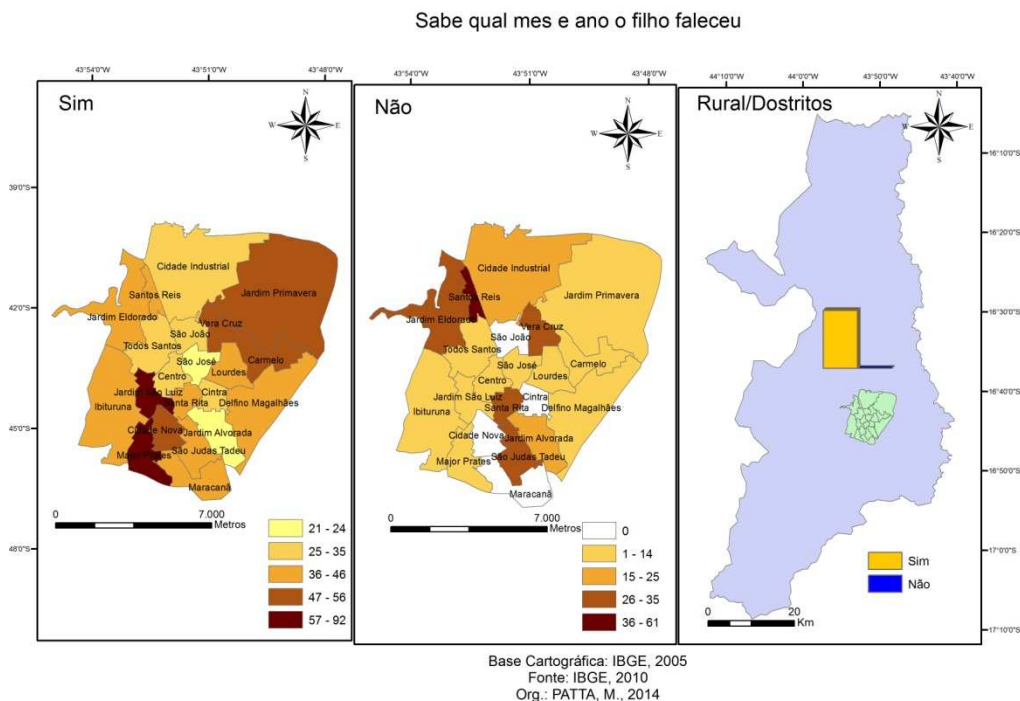 Sabe qual mes e ano o filho faleceu
43°54'0"W
43°51'0"W
43°48'0"W
39'0"S
42'0"S
45'0"S
48'0"S
Sim
N
W
E
S
Cidade Industrial
Santos Reis
Jardim Primavera
Jardim Eldorado
Vera Cruz
São João
Todos Santos
São José
Carmelo
Lourdes
Centro
Jardim São Luiz
Cintra
Ibituruna
Santa Rita
Delfino Magalhães
Cidade Nova
Jardim Alvorada
Major Prates
São Judas Tadeu
Maracanã
0
7.000
Metros
21 - 24
25 - 35
36 - 46
47 - 56
57 - 92
43°54'0"W
43°51'0"W
43°48'0"W
Não
N
W
E
S
Cidade Industrial
Santos Reis
Jardim Primavera
Jardim Eldorado
Vera Cruz
São João
Todos Santos
São José
Carmelo
Lourdes
Centro
Jardim São Luiz
Cintra
Ibituruna
Santa Rita
Delfino Magalhães
Cidade Nova
Jardim Alvorada
Major Prates
São Judas Tadeu
Maracanã
0
7.000
Metros
0
1 - 14
15 - 25
26 - 35
36 - 61
44°10'0"W
44°0'0"W
43°50'0"W
43°40'0"W
Rural/Dostritos
N
W
E
S
16°10'0"S
16°20'0"S
16°30'0"S
16°40'0"S
16°50'0"S
17°0'0"S
17°10'0"S
Sim
Não
0
20
Km
Base Cartográfica: IBGE, 2005
Fonte: IBGE, 2010
Org.: PATTA, M., 2014